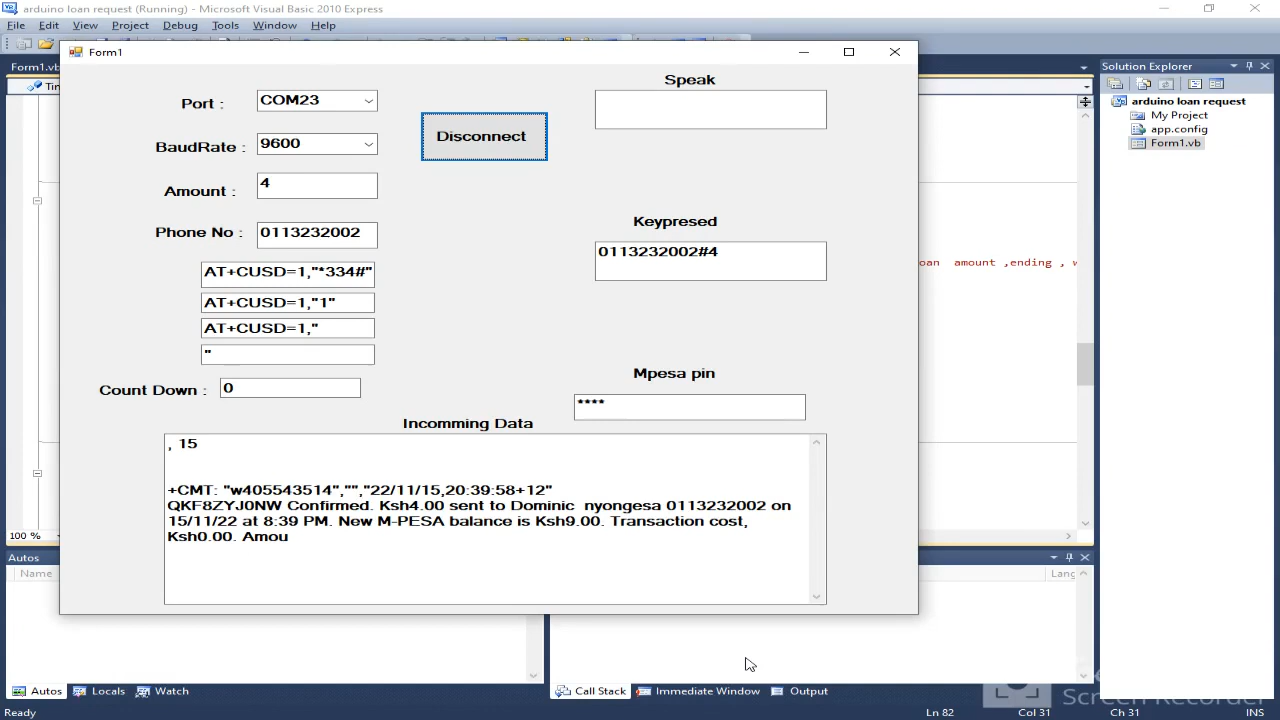 arduino loan request (Running) - Microsoft Visual Basic 2010 Express
File Edit View Project Debug Tools Window Help
Form1.vb
Form1
Solution Explorer
arduino loan request
My Project
app.config
Form1.vb
Port :
COM23
BaudRate :
9600
Disconnect
Amount :
4
Phone No :
0113232002
AT+CUSD=1,"*334#"
AT+CUSD=1,"1"
AT+CUSD=1,"
"
Count Down :
0
Speak
Keypresed
0113232002#4
oan amount ,ending , w
Mpesa pin
****
Incomming Data
, 15
+CMT: "w405543514","","22/11/15,20:39:58+12"
QKF8ZYJ0NW Confirmed. Ksh4.00 sent to Dominic nyongesa 0113232002 on
15/11/22 at 8:39 PM. New M-PESA balance is Ksh9.00. Transaction cost,
Ksh0.00. Amou
100 %
Autos
Name
Lang
Autos Locals Watch
Call Stack Immediate Window Output
Screen Recorder
Ready
Ln 82 Col 31 Ch 31 INS